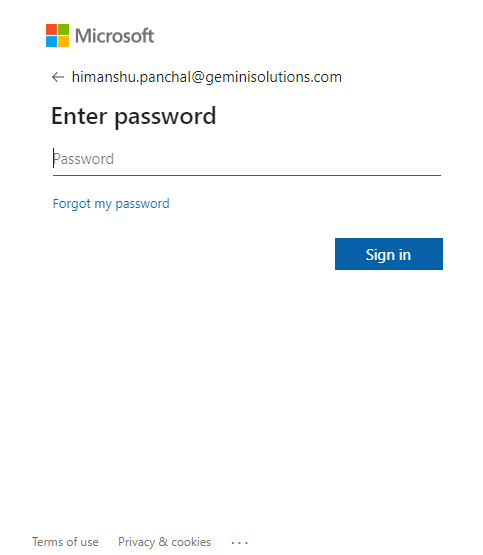 Microsoft
himanshu.panchal@geminisolutions.com
Enter password
Password
Forgot my password
Sign in
Terms of use Privacy & cookies ...